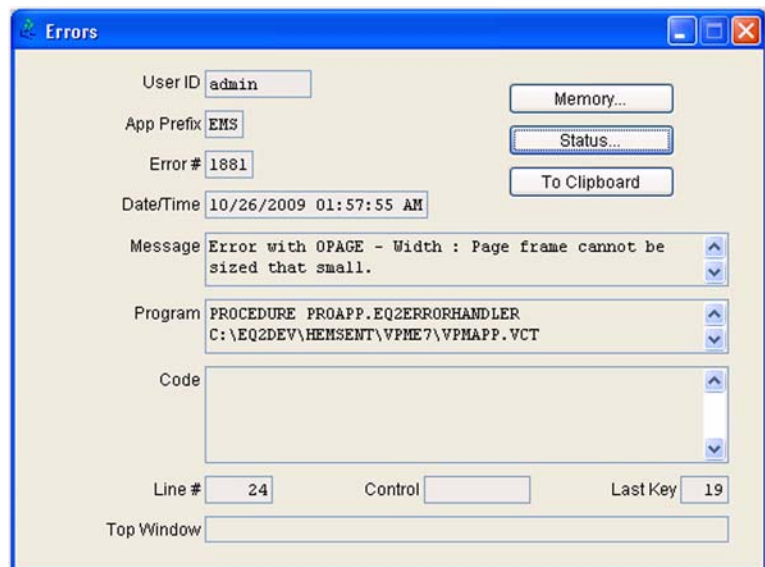 Errors
User ID admin
Memory...
App Prefix EMS
Status...
Error # 1881
To Clipboard
Date/Time 10/26/2009 01:57:55 AM
Message Error with OPAGE - Width : Page frame cannot be
sized that small.
Program PROCEDURE PROAPP.EQ2ERRORHANDLER
C:\EQ2DEV\HEMSENT\VPME7\VPMAPP.VCT
Code
Line # 24 Control Last Key 19
Top Window